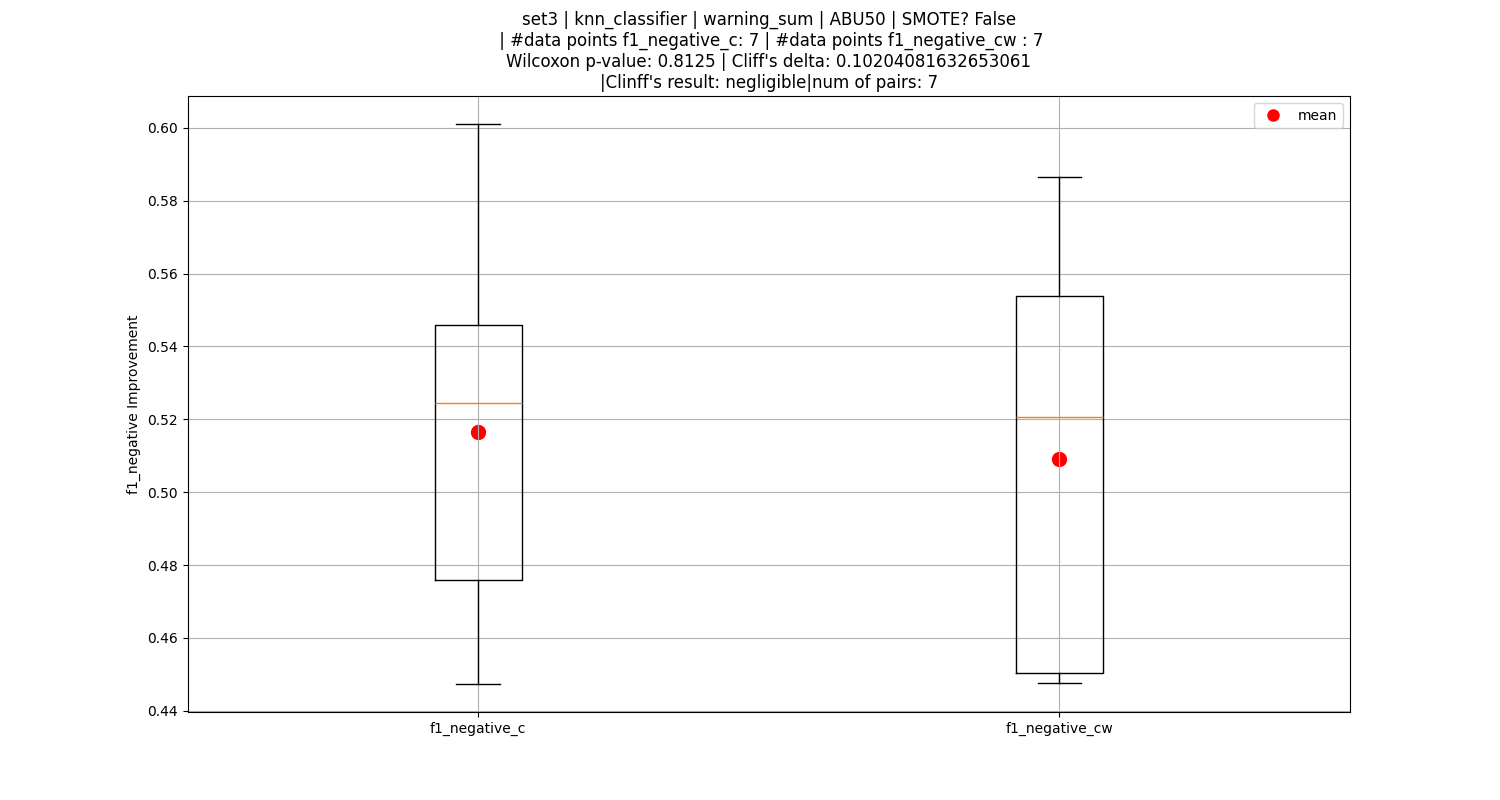 set3 | knn_classifier | warning_sum | ABU50 | SMOTE? False
| #data points f1_negative_c: 7 | #data points f1_negative_cw : 7
Wilcoxon p-value: 0.8125 | Cliff's delta: 0.10204081632653061
|Clinff's result: negligible|num of pairs: 7
mean
0.60
0.58
0.56
0.54
0.52
0.50
0.48
0.46
0.44
f1_negative Improvement
f1_negative_c
f1_negative_cw